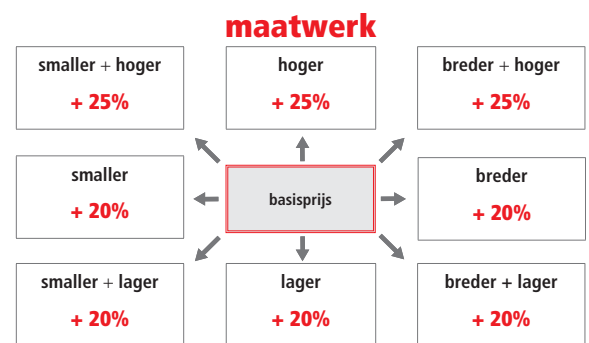 maatwerk
smaller + hoger
+ 25%
hoger
+ 25%
breder + hoger
+ 25%
smaller
+ 20%
basisprijs
breder
+ 20%
smaller + lager
+ 20%
lager
+ 20%
breder + lager
+ 20%